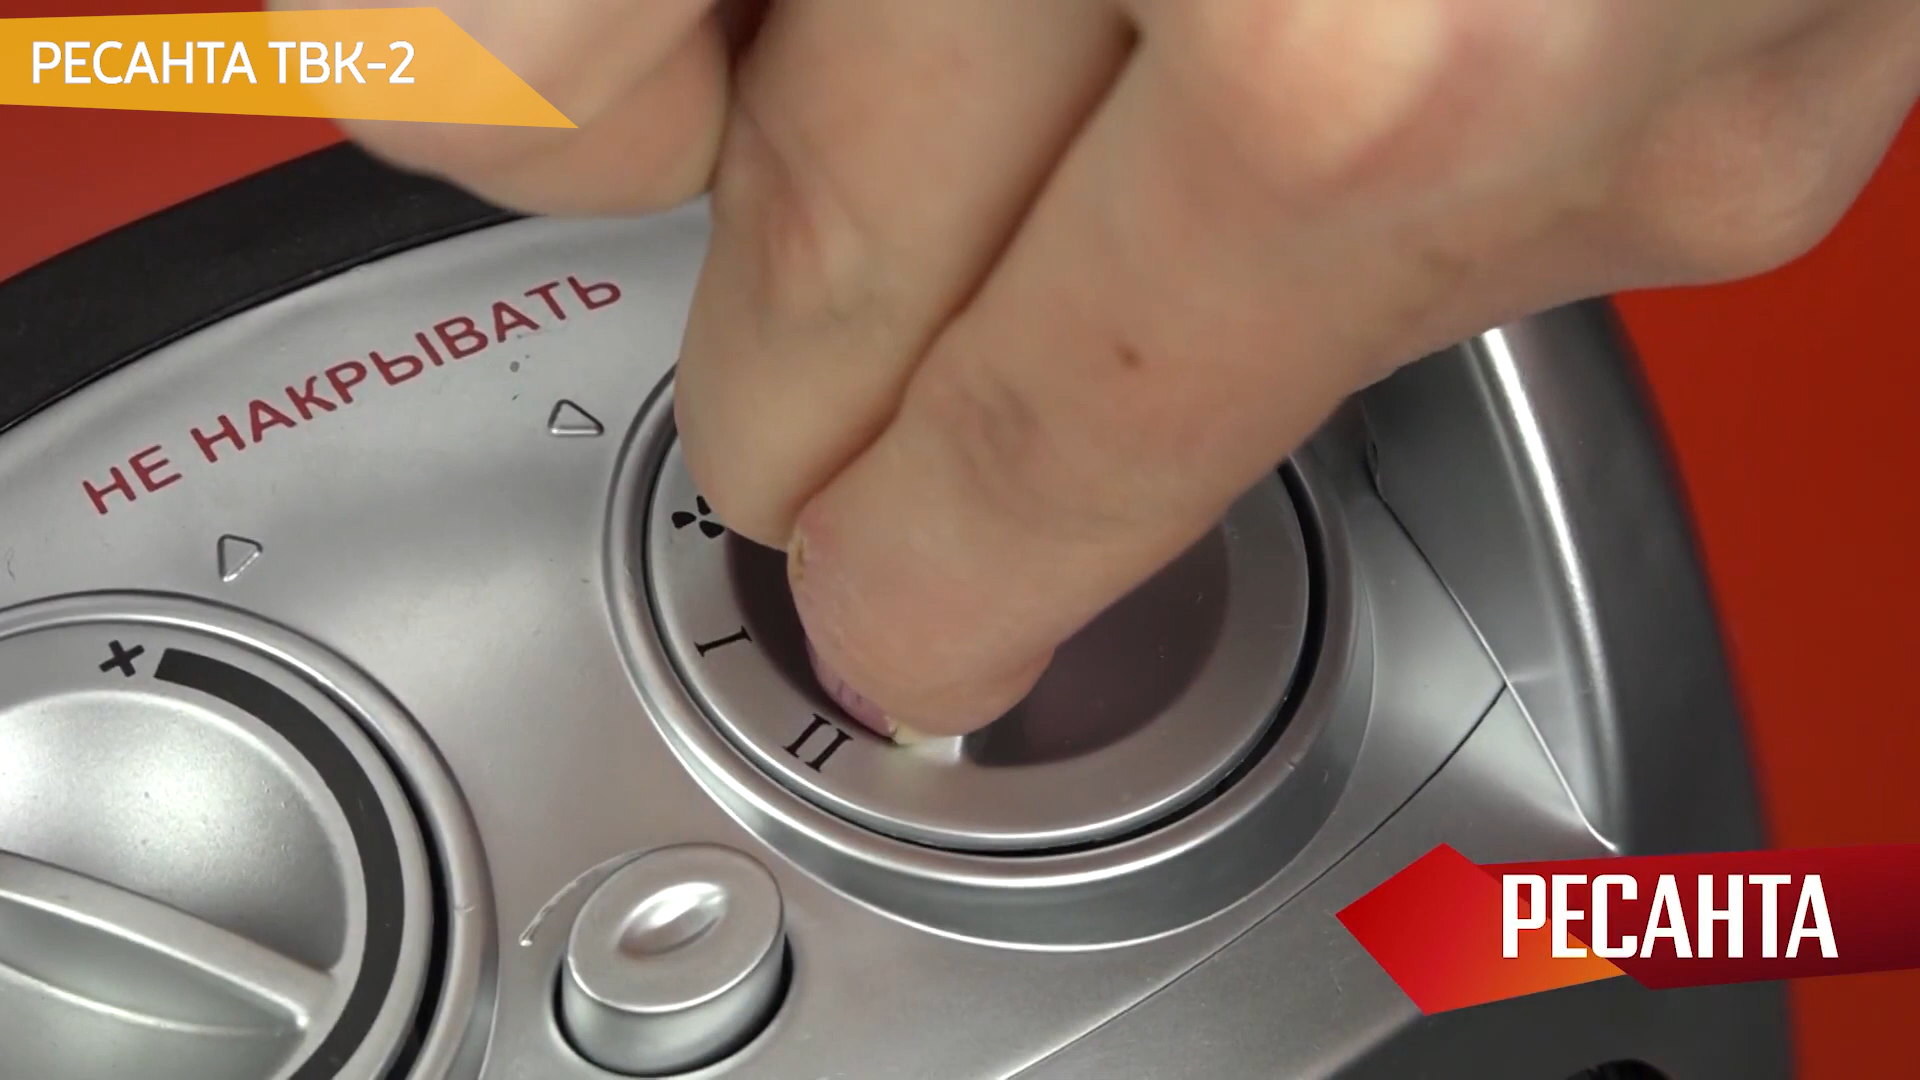 РЕСАНТА ТВК-2
НЕ НАКРЫВАТЬ
I
II
+
РЕСАНТА